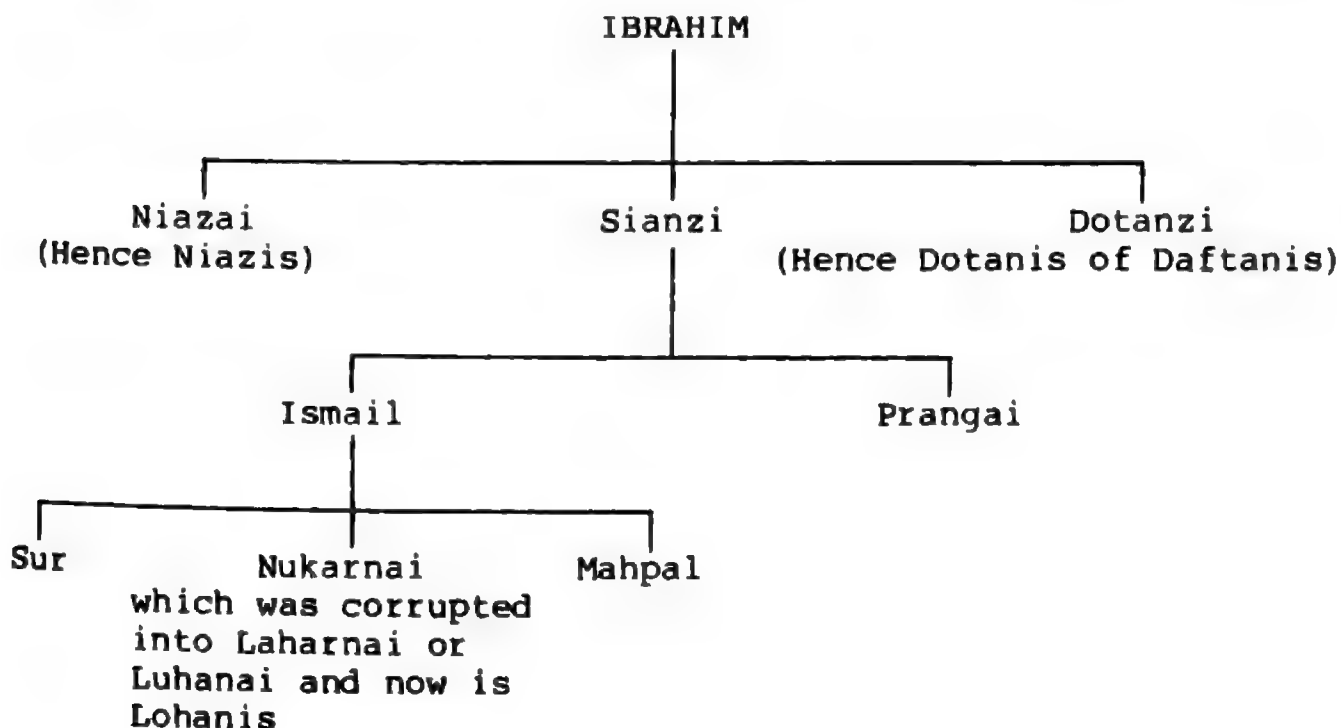 IBRAHIM
Niazai
(Hence Niazis)
Sianzi
Dotanzi
(Hence Dotanis of Daftanis)
Ismail
Prangai
Sur
Nukarnai
which was corrupted
into Laharnai or
Luhanai and now is
Lohanis
Mahpal